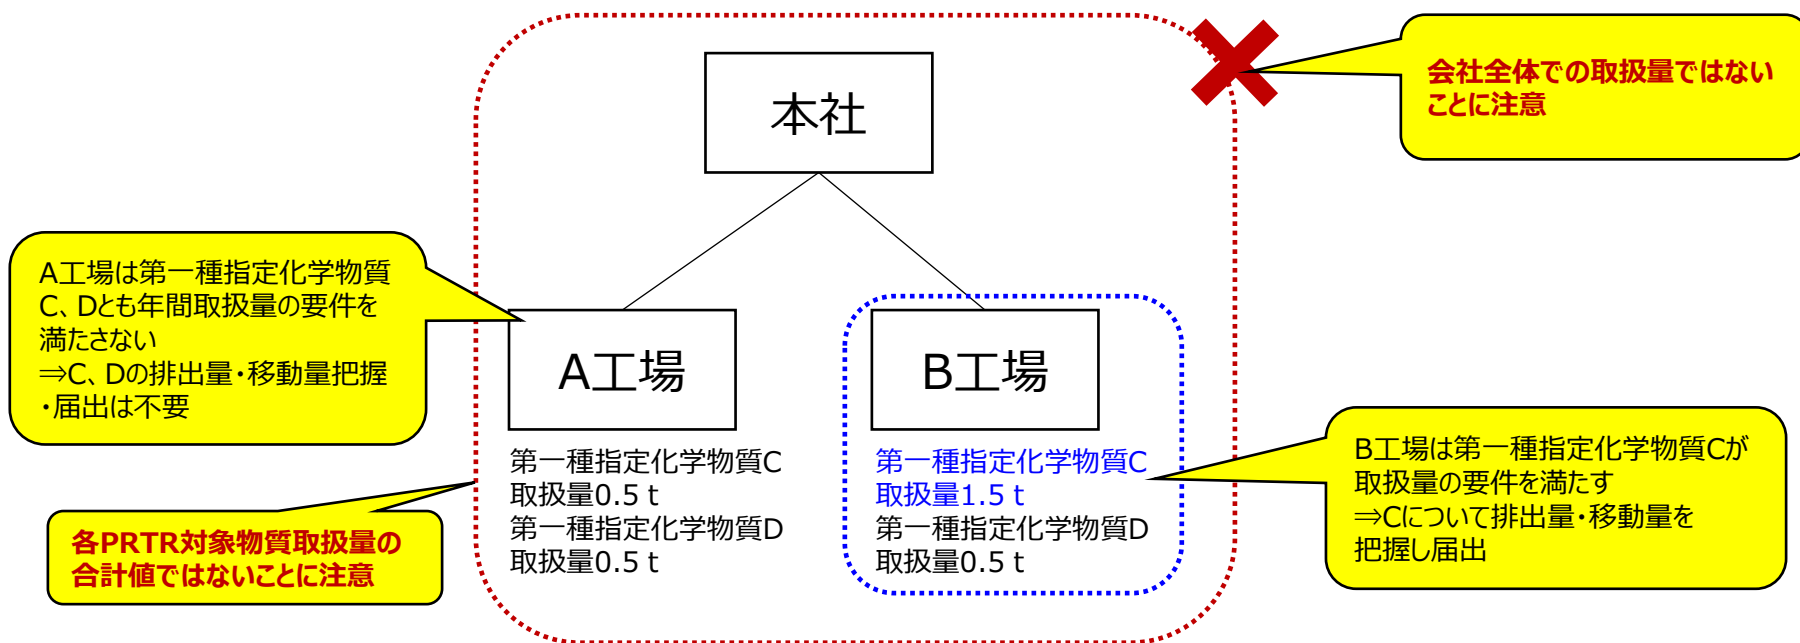 会社全体での取扱量ではない
ことに注意
本社
A工場は第一種指定化学物質
C、Dとも年間取扱量の要件を
満たさない
⇒C、Dの排出量・移動量把握
・届出は不要
A工場
B工場
第一種指定化学物質C
取扱量0.5 t
第一種指定化学物質D
取扱量0.5 t
第一種指定化学物質C
取扱量1.5 t
第一種指定化学物質D
取扱量0.5 t
B工場は第一種指定化学物質Cが
取扱量の要件を満たす
⇒Cについて排出量・移動量を
把握し届出
各PRTR対象物質取扱量の
合計値ではないことに注意